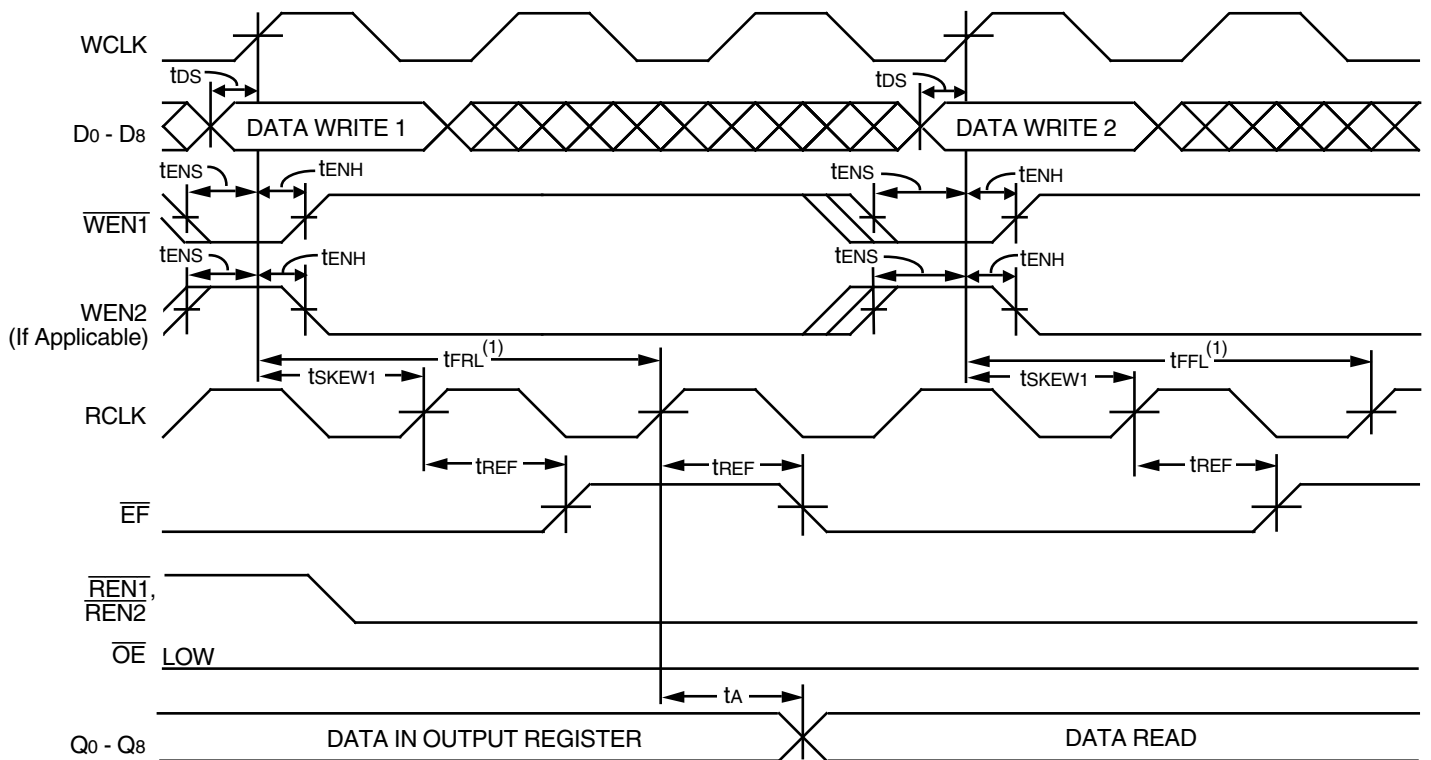 WCLK
tDS tDS
D0 - D8 DATA WRITE 1 DATA WRITE 2
tENS tENH tENS tENH
WEN1
tENS tENH tENS tENH
WEN2
(If Applicable)
tFRL(1) tFFL(1)
tSKEW1 tSKEW1
RCLK
tREF tREF tREF
EF
REN1,
REN2
OE LOW
tA
Q0 - Q8 DATA IN OUTPUT REGISTER DATA READ